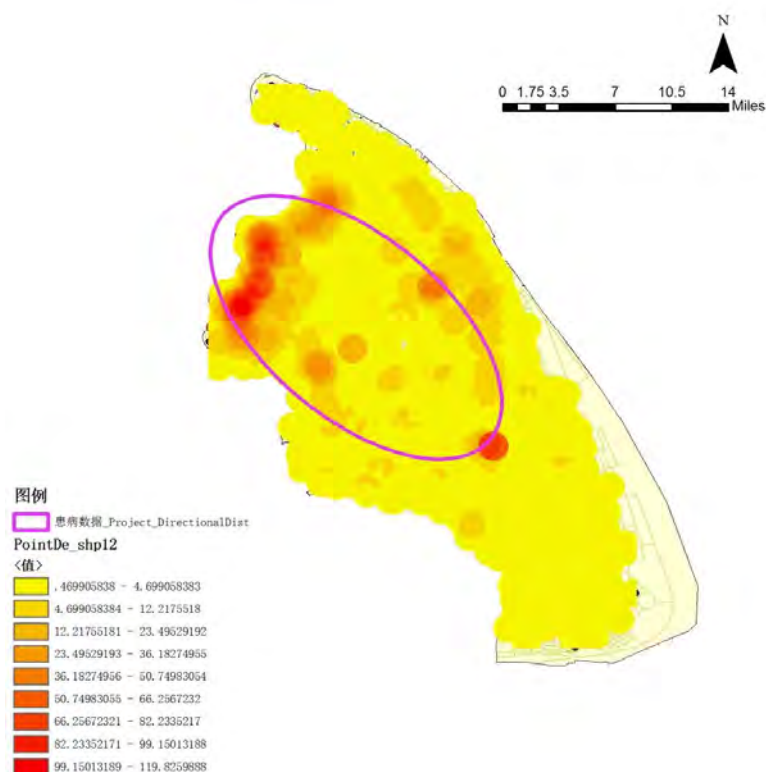 N
0 1.75 3.5 7 10.5 14
Miles
图例
患病数据_Project_DirectionalDist
PointDe_shp12
<值>
.469905838 - 4.699058383
4.699058384 - 12.2175518
12.21755181 - 23.49529192
23.49529193 - 36.18274955
36.18274956 - 50.74983054
50.74983055 - 66.2567232
66.25672321 - 82.2335217
82.23352171 - 99.15013188
99.15013189 - 119.8259888